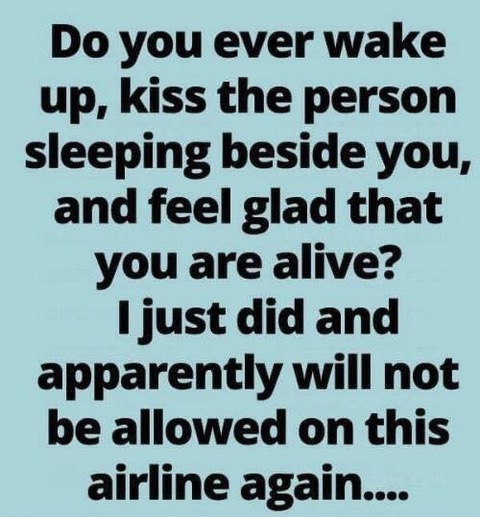 Do you ever wake
up, kiss the person
sleeping beside you,
and feel glad that
you are alive?
I just did and
apparently will not
be allowed on this
airline again....